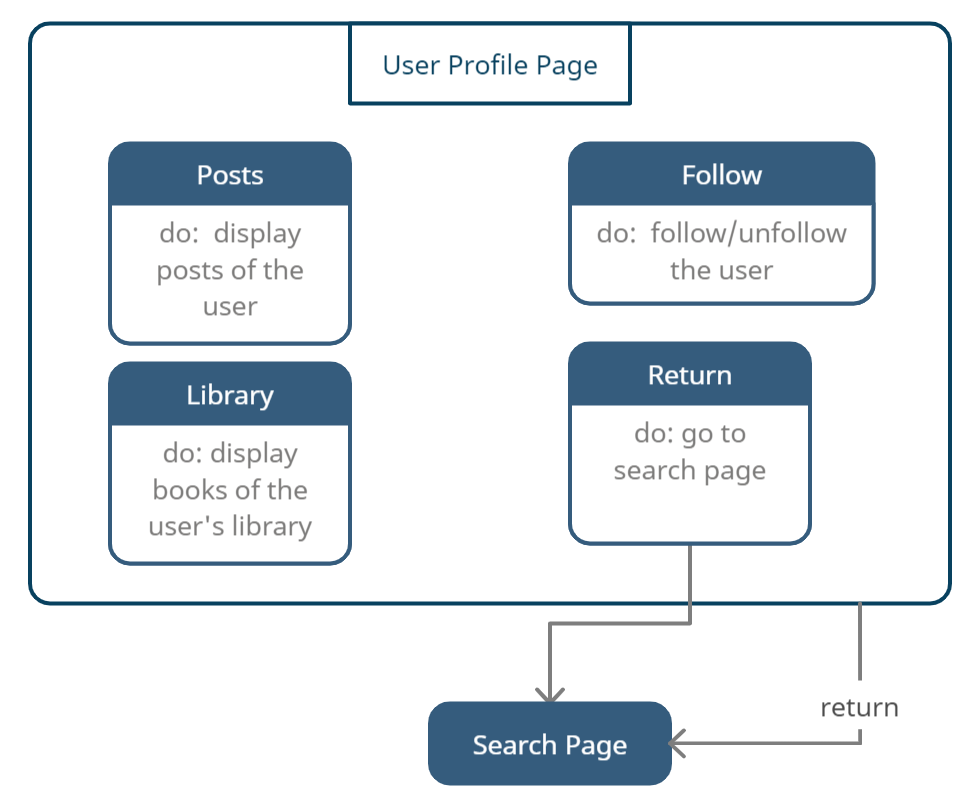 User Profile Page
Posts
do:  display
posts of the
user
Follow
do:  follow/unfollow
the user
Library
do: display
books of the
user's library
Return
do: go to
search page
return
Search Page